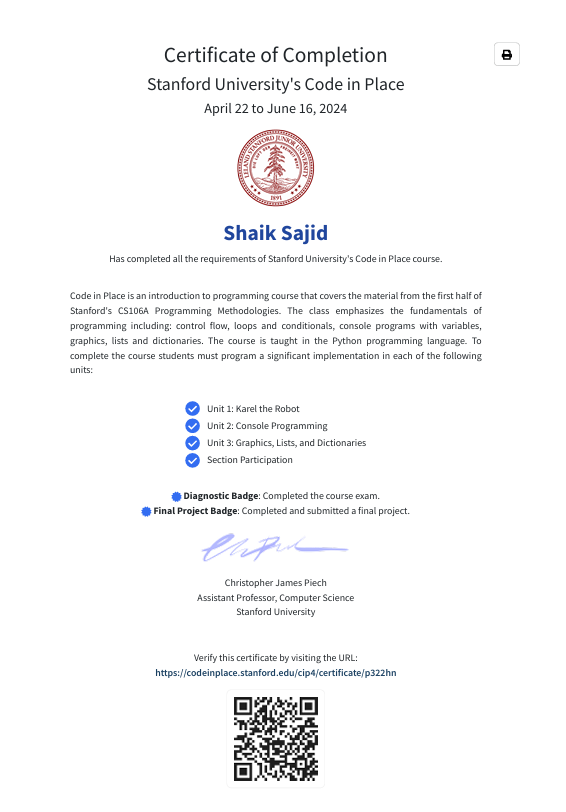 Certificate of Completion
Stanford University's Code in Place
April 22 to June 16, 2024
LELAND STANFORD JUNIOR UNIVERSITY
1891
Shaik Sajid
Has completed all the requirements of Stanford University's Code in Place course.
Code in Place is an introduction to programming course that covers the material from the first half of
Stanford's CS106A Programming Methodologies. The class emphasizes the fundamentals of
programming including: control flow, loops and conditionals, console programs with variables,
graphics, lists and dictionaries. The course is taught in the Python programming language. To
complete the course students must program a significant implementation in each of the following
units:
Unit 1: Karel the Robot
Unit 2: Console Programming
Unit 3: Graphics, Lists, and Dictionaries
Section Participation
Diagnostic Badge: Completed the course exam.
Final Project Badge: Completed and submitted a final project.
Christopher James Piech
Assistant Professor, Computer Science
Stanford University
Verify this certificate by visiting the URL:
https://codeinplace.stanford.edu/cip4/certificate/p322hn